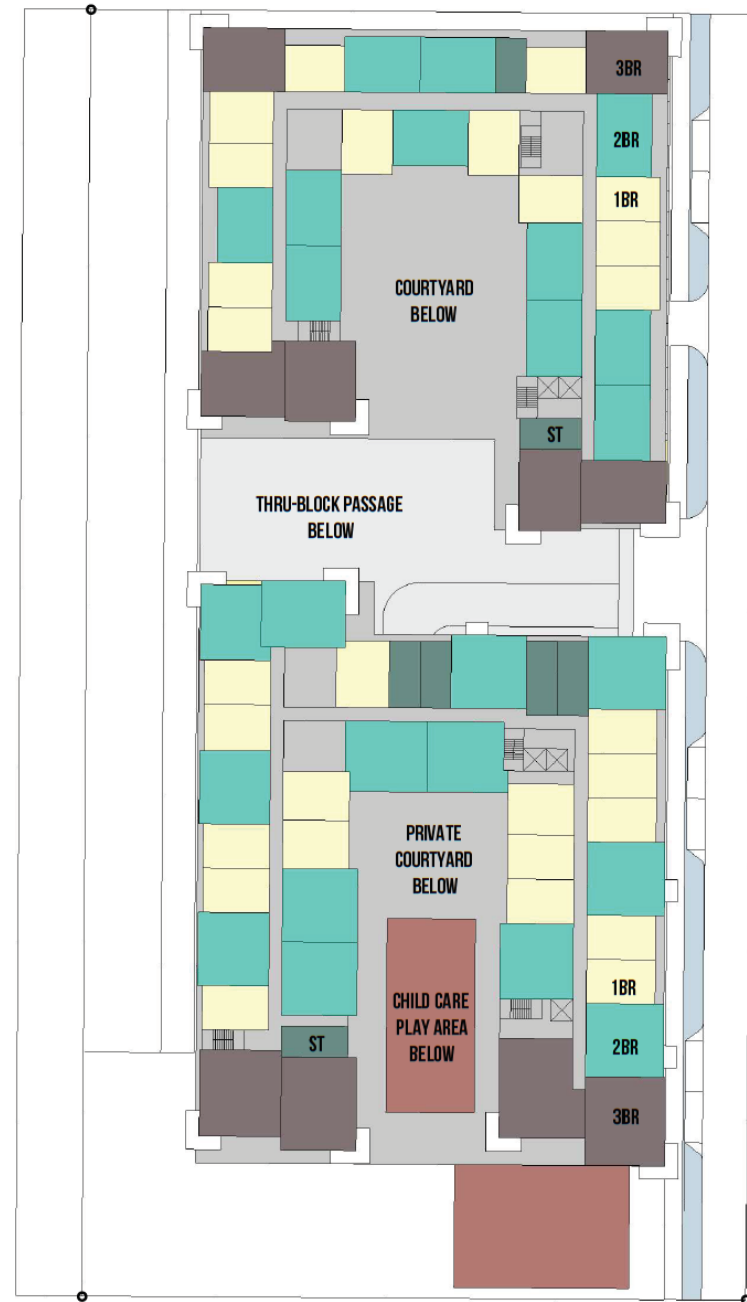 3BR
2BR
1BR
COURTYARD
BELOW
ST
THRU-BLOCK PASSAGE
BELOW
PRIVATE
COURTYARD
BELOW
CHILD CARE
PLAY AREA
BELOW
1BR
ST
2BR
3BR